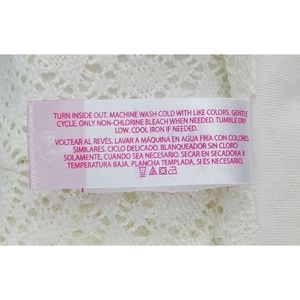 TURN INSIDE OUT. MACHINE WASH COLD WITH LIKE COLORS. GENTLE
CYCLE. ONLY NON-CHLORINE BLEACH WHEN NEEDED. TUMBLE DRY
LOW. COOL IRON IF NEEDED.
VOLTEAR AL REVÉS. LAVAR A MÁQUINA EN AGUA FRÍA CON COLORES
SIMILARES. CICLO DELICADO. BLANQUEADOR SIN CLORO
SOLAMENTE, CUANDO SEA NECESARIO. SECAR EN SECADORA A
TEMPERATURA BAJA. PLANCHA TEMPLADA, SI ES NECESARIO.